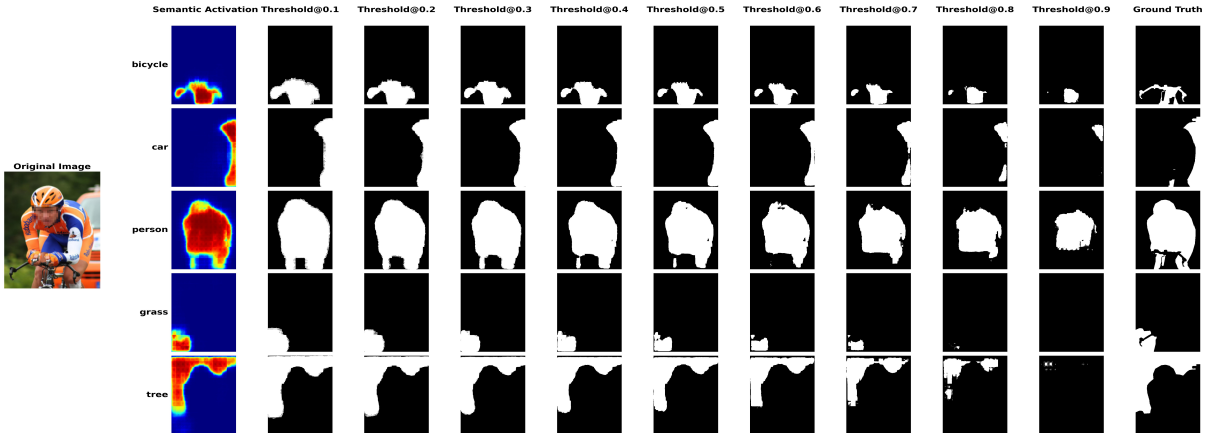 Semantic Activation Threshold@0.1 Threshold@0.2 Threshold@0.3 Threshold@0.4 Threshold@0.5 Threshold@0.6 Threshold@0.7 Threshold@0.8 Threshold@0.9 Ground Truth
bicycle
car
Original Image
person
grass
tree